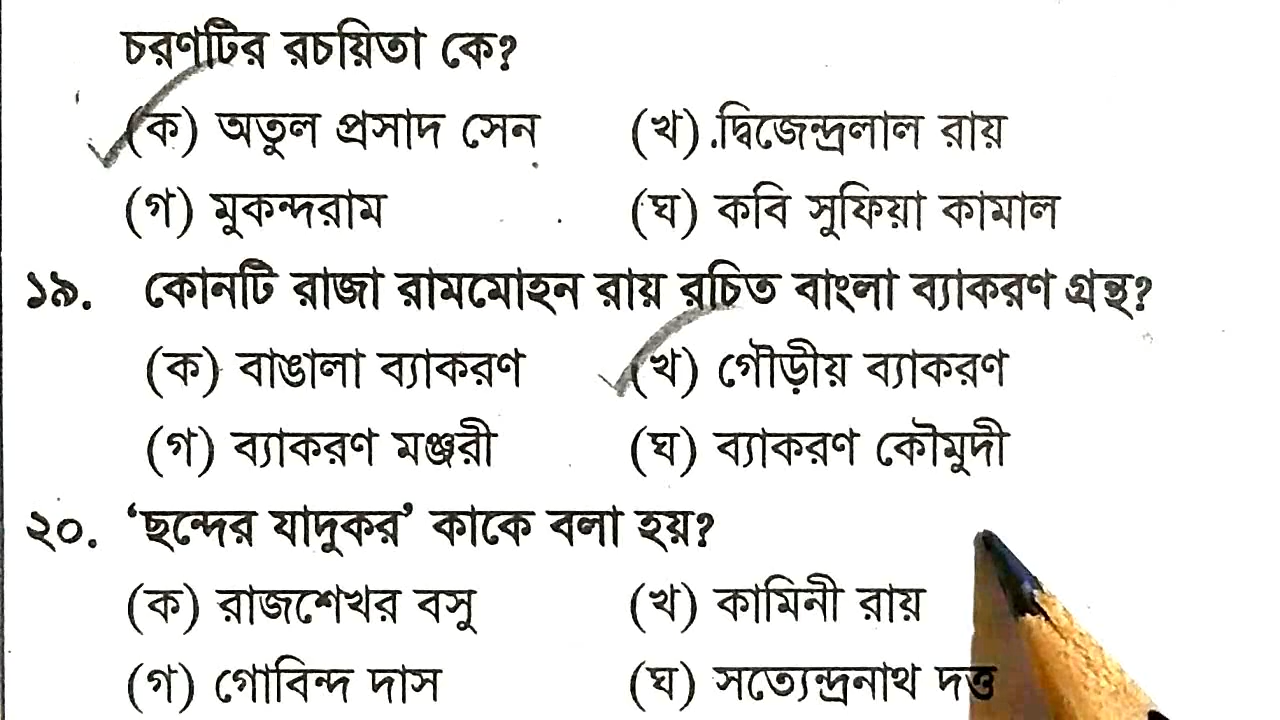 চরণটির রচয়িতা কে?
(ক) অতুল প্রসাদ সেন (খ) দ্বিজেন্দ্রলাল রায়
(গ) মুকন্দরাম (ঘ) কবি সুফিয়া কামাল
১৯. কোনটি রাজা রামমোহন রায় রচিত বাংলা ব্যাকরণ গ্রন্থ?
(ক) বাঙালা ব্যাকরণ (খ) গৌড়ীয় ব্যাকরণ
(গ) ব্যাকরণ মঞ্জরী (ঘ) ব্যাকরণ কৌমুদী
২০. ‘ছন্দের যাদুকর’ কাকে বলা হয়?
(ক) রাজশেখর বসু (খ) কামিনী রায়
(গ) গোবিন্দ দাস (ঘ) সত্যেন্দ্রনাথ দত্ত